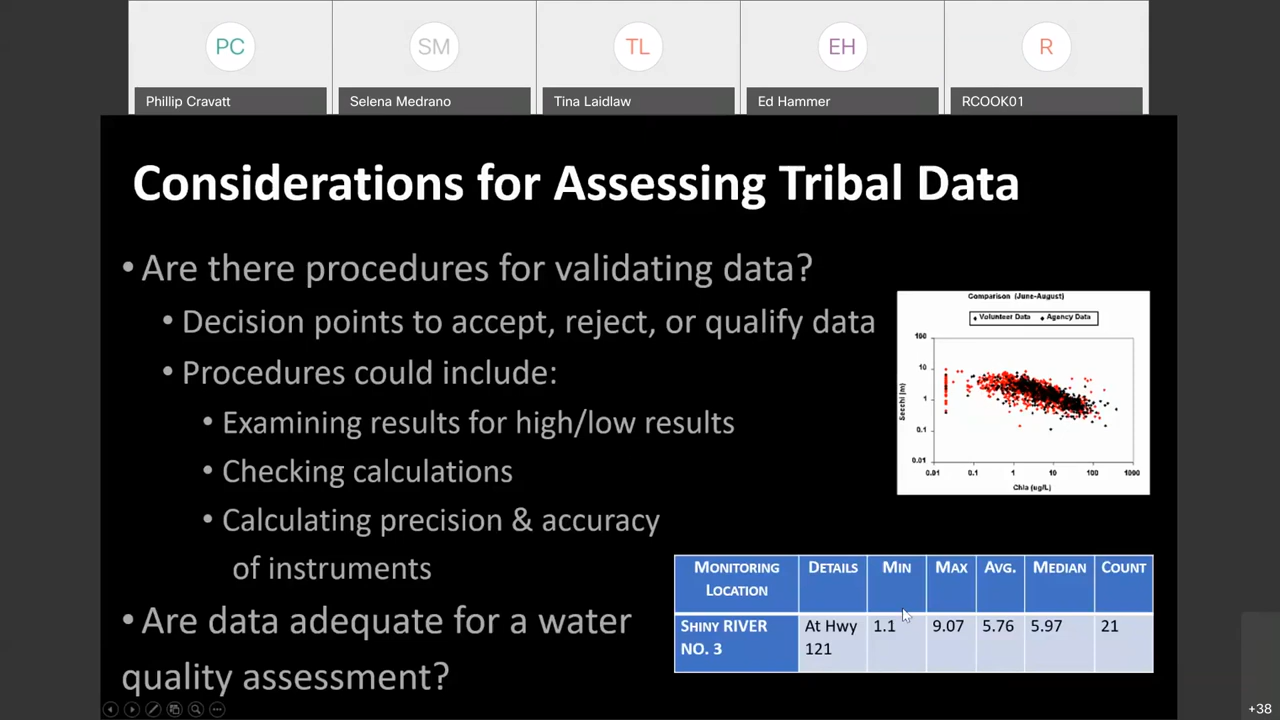 PC
SM
TL
EH
R
Phillip Cravatt
Selena Medrano
Tina Laidlaw
Ed Hammer
RCOOK01
Considerations for Assessing Tribal Data
• Are there procedures for validating data?
• Decision points to accept, reject, or qualify data
• Procedures could include:
• Examining results for high/low results
• Checking calculations
• Calculating precision & accuracy
of instruments
• Are data adequate for a water
quality assessment?
Comparison (June-August)
Volunteer Data Agency Data
100
10
1
0.1
0.01
Secchi (m)
0.01 0.1 1 10 100 1000
Chla (ug/L)
MONITORING LOCATION DETAILS MIN MAX AVG. MEDIAN COUNT
SHINY RIVER NO. 3 At Hwy 121 1.1 9.07 5.76 5.97 21
+38